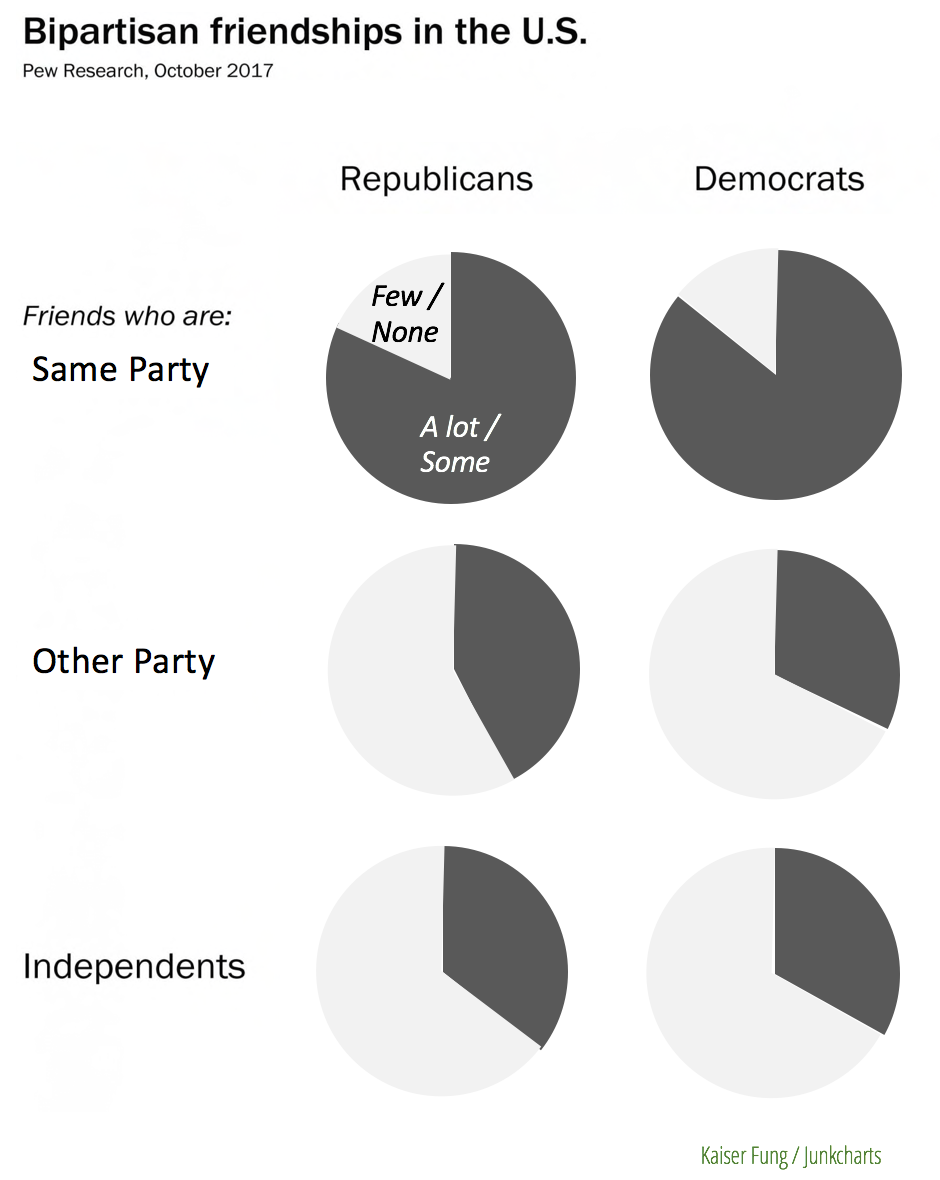 Bipartisan friendships in the U.S.
Pew Research, October 2017
Republicans
Democrats
Friends who are:
Same Party
Few /
None
A lot /
Some
Other Party
Independents
Kaiser Fung / Junkcharts